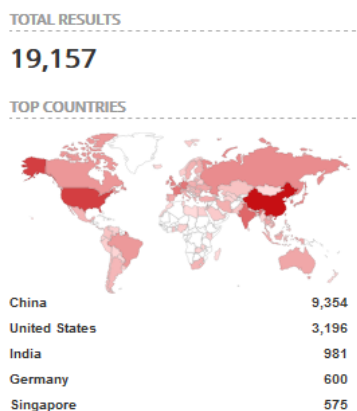 TOTAL RESULTS
19,157
TOP COUNTRIES
China 9,354
United States 3,196
India 981
Germany 600
Singapore 575